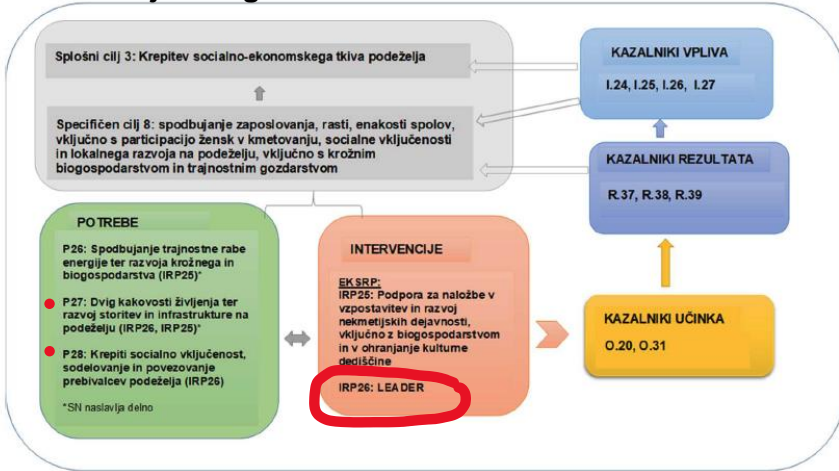 Splošni cilj 3: Krepitev socialno-ekonomskega tkiva podeželja
Specifičen cilj 8: spodbujanje zaposlovanja, rasti, enakosti spolov,
vključno s participacijo žensk v kmetovanju, socialne vključenosti
in lokalnega razvoja na podeželju, vključno s krožnim
biogospodarstvom in trajnostnim gozdarstvom
KAZALNIKI VPLIVA
I.24, I.25, I.26, I.27
KAZALNIKI REZULTATA
R.37, R.38, R.39
POTREBE
P26: Spodbujanje trajnostne rabe
energije ter razvoja krožnega in
biogospodarstva (IRP25)*
P27: Dvig kakovosti življenja ter
razvoj storitev in infrastrukture na
podeželju (IRP26, IRP25)*
P28: Krepiti socialno vključenost,
sodelovanje in povezovanje
prebivalcev podeželja (IRP26)
*SN naslavlja delno
INTERVENCIJE
EKSRP:
IRP25: Podpora za naložbe v
vzpostavitev in razvoj
nekmetijskih dejavnosti,
vključno z biogospodarstvom
in v ohranjanje kulturne
dediščine
IRP26: LEADER
KAZALNIKI UČINKA
O.20, O.31